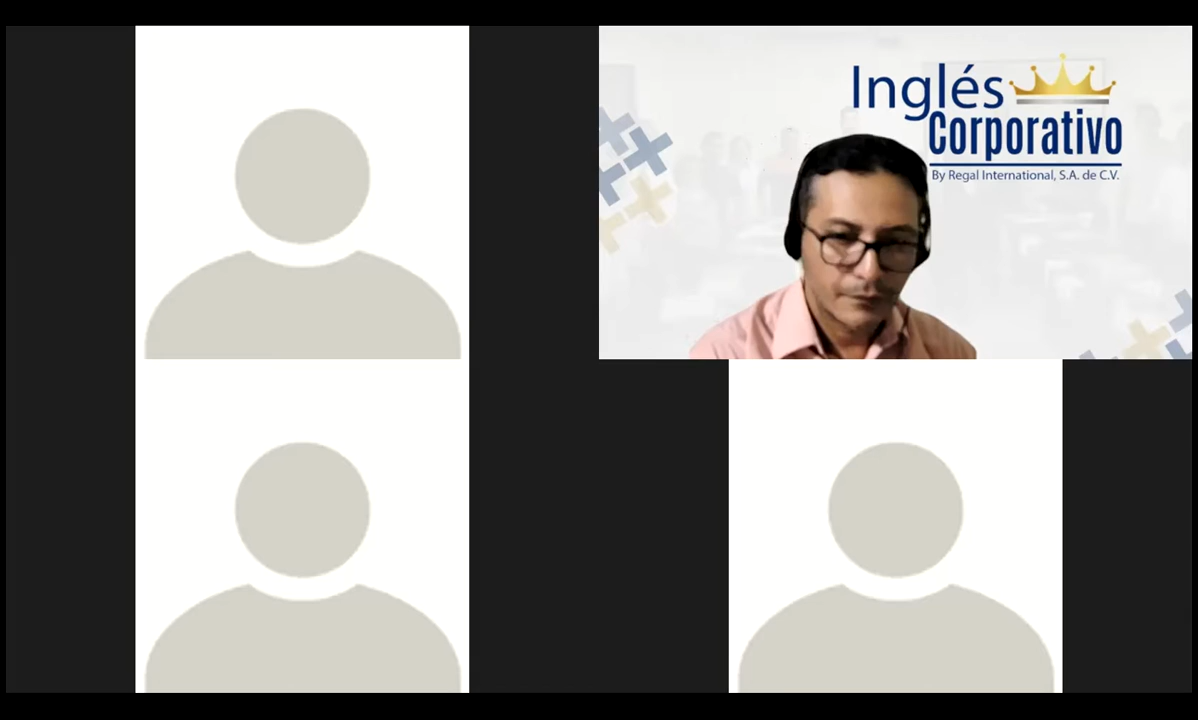 Inglés
Corporativo
By Regal International, S.A. de C.V.